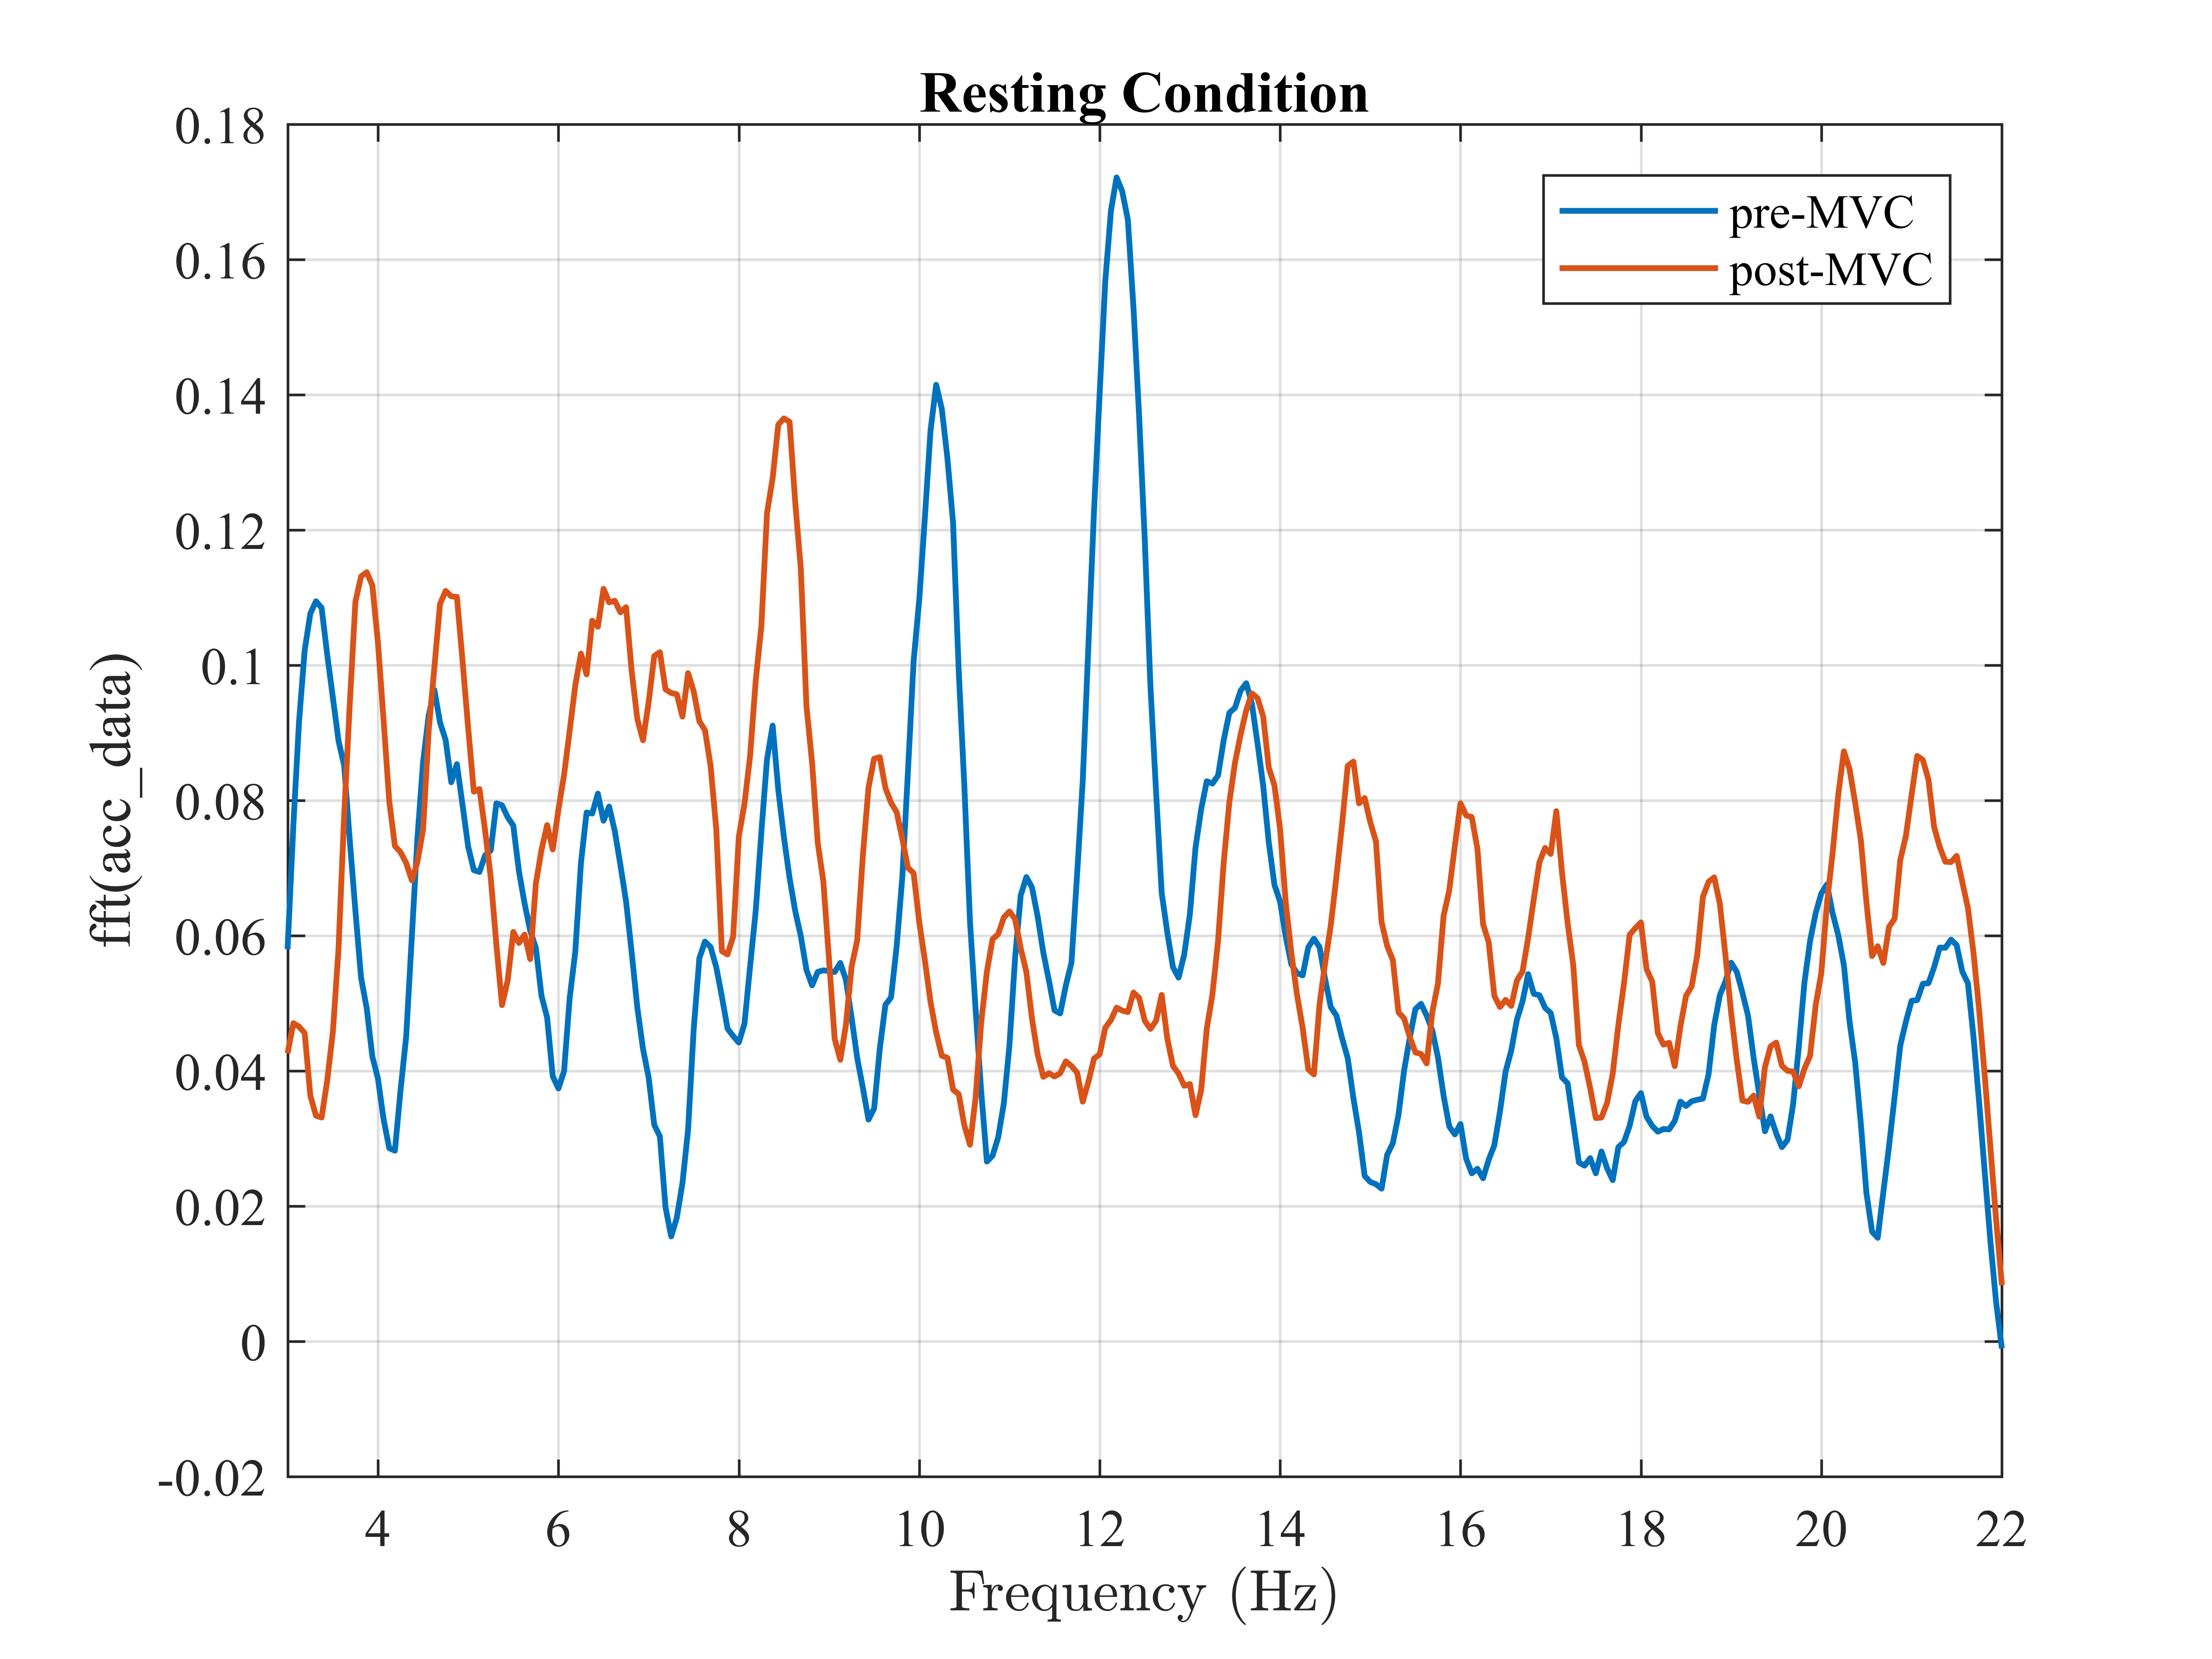 Resting Condition
0.18
0.16
0.14
0.12
0.1
0.08
0.06
0.04
0.02
0
-0.02
fft(acc_data)
pre-MVC
post-MVC
4 6 8 10 12 14 16 18 20 22
Frequency (Hz)